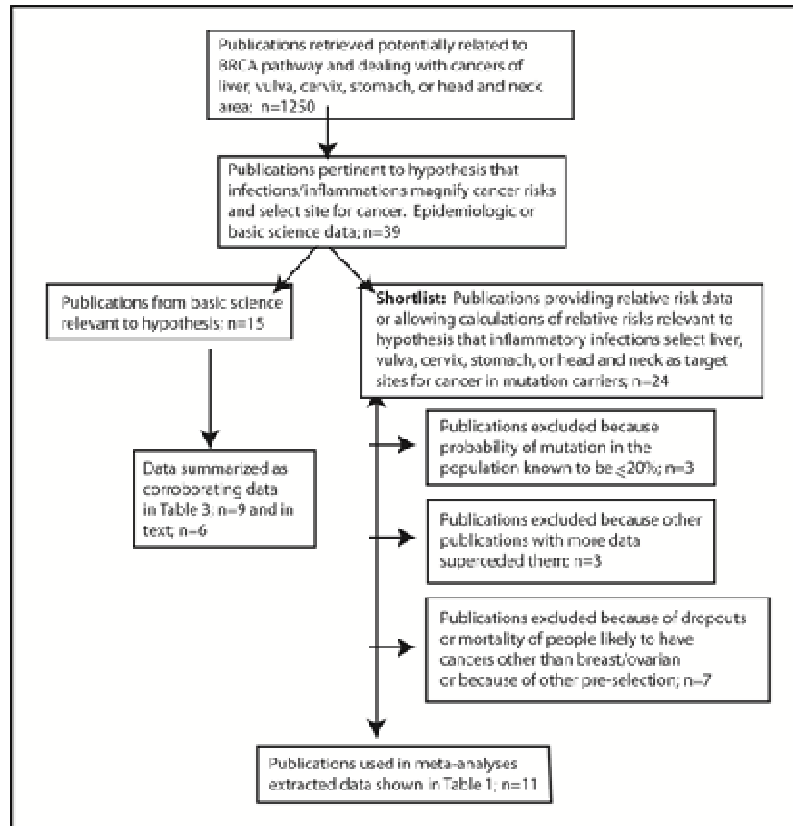 Publications retrieved potentially related to
BRCA pathway and dealing with cancers of
liver, vulva, cervix, stomach, or head and neck
area: n=1250
Publications pertinent to hypothesis that
infections/inflammations magnify cancer risks
and select site for cancer. Epidemiologic or
basic science data; n=39
Publications from basic science
relevant to hypothesis: n=15
Shortlist: Publications providing relative risk data
or allowing calculations of relative risks relevant to
hypothesis that inflammatory infections select liver,
vulva, cervix, stomach, or head and neck as target
sites for cancer in mutation carriers; n=24
Data summarized as
corroborating data
in Table 3; n=9 and in
text; n=6
Publications excluded because
probability of mutation in the
population known to be ⩽20%; n=3
Publications excluded because other
publications with more data
superceded them: n=3
Publications excluded because of dropouts
or mortality of people likely to have
cancers other than breast/ovarian
or because of other pre-selection; n=7
Publications used in meta-analyses
extracted data shown in Table 1; n=11